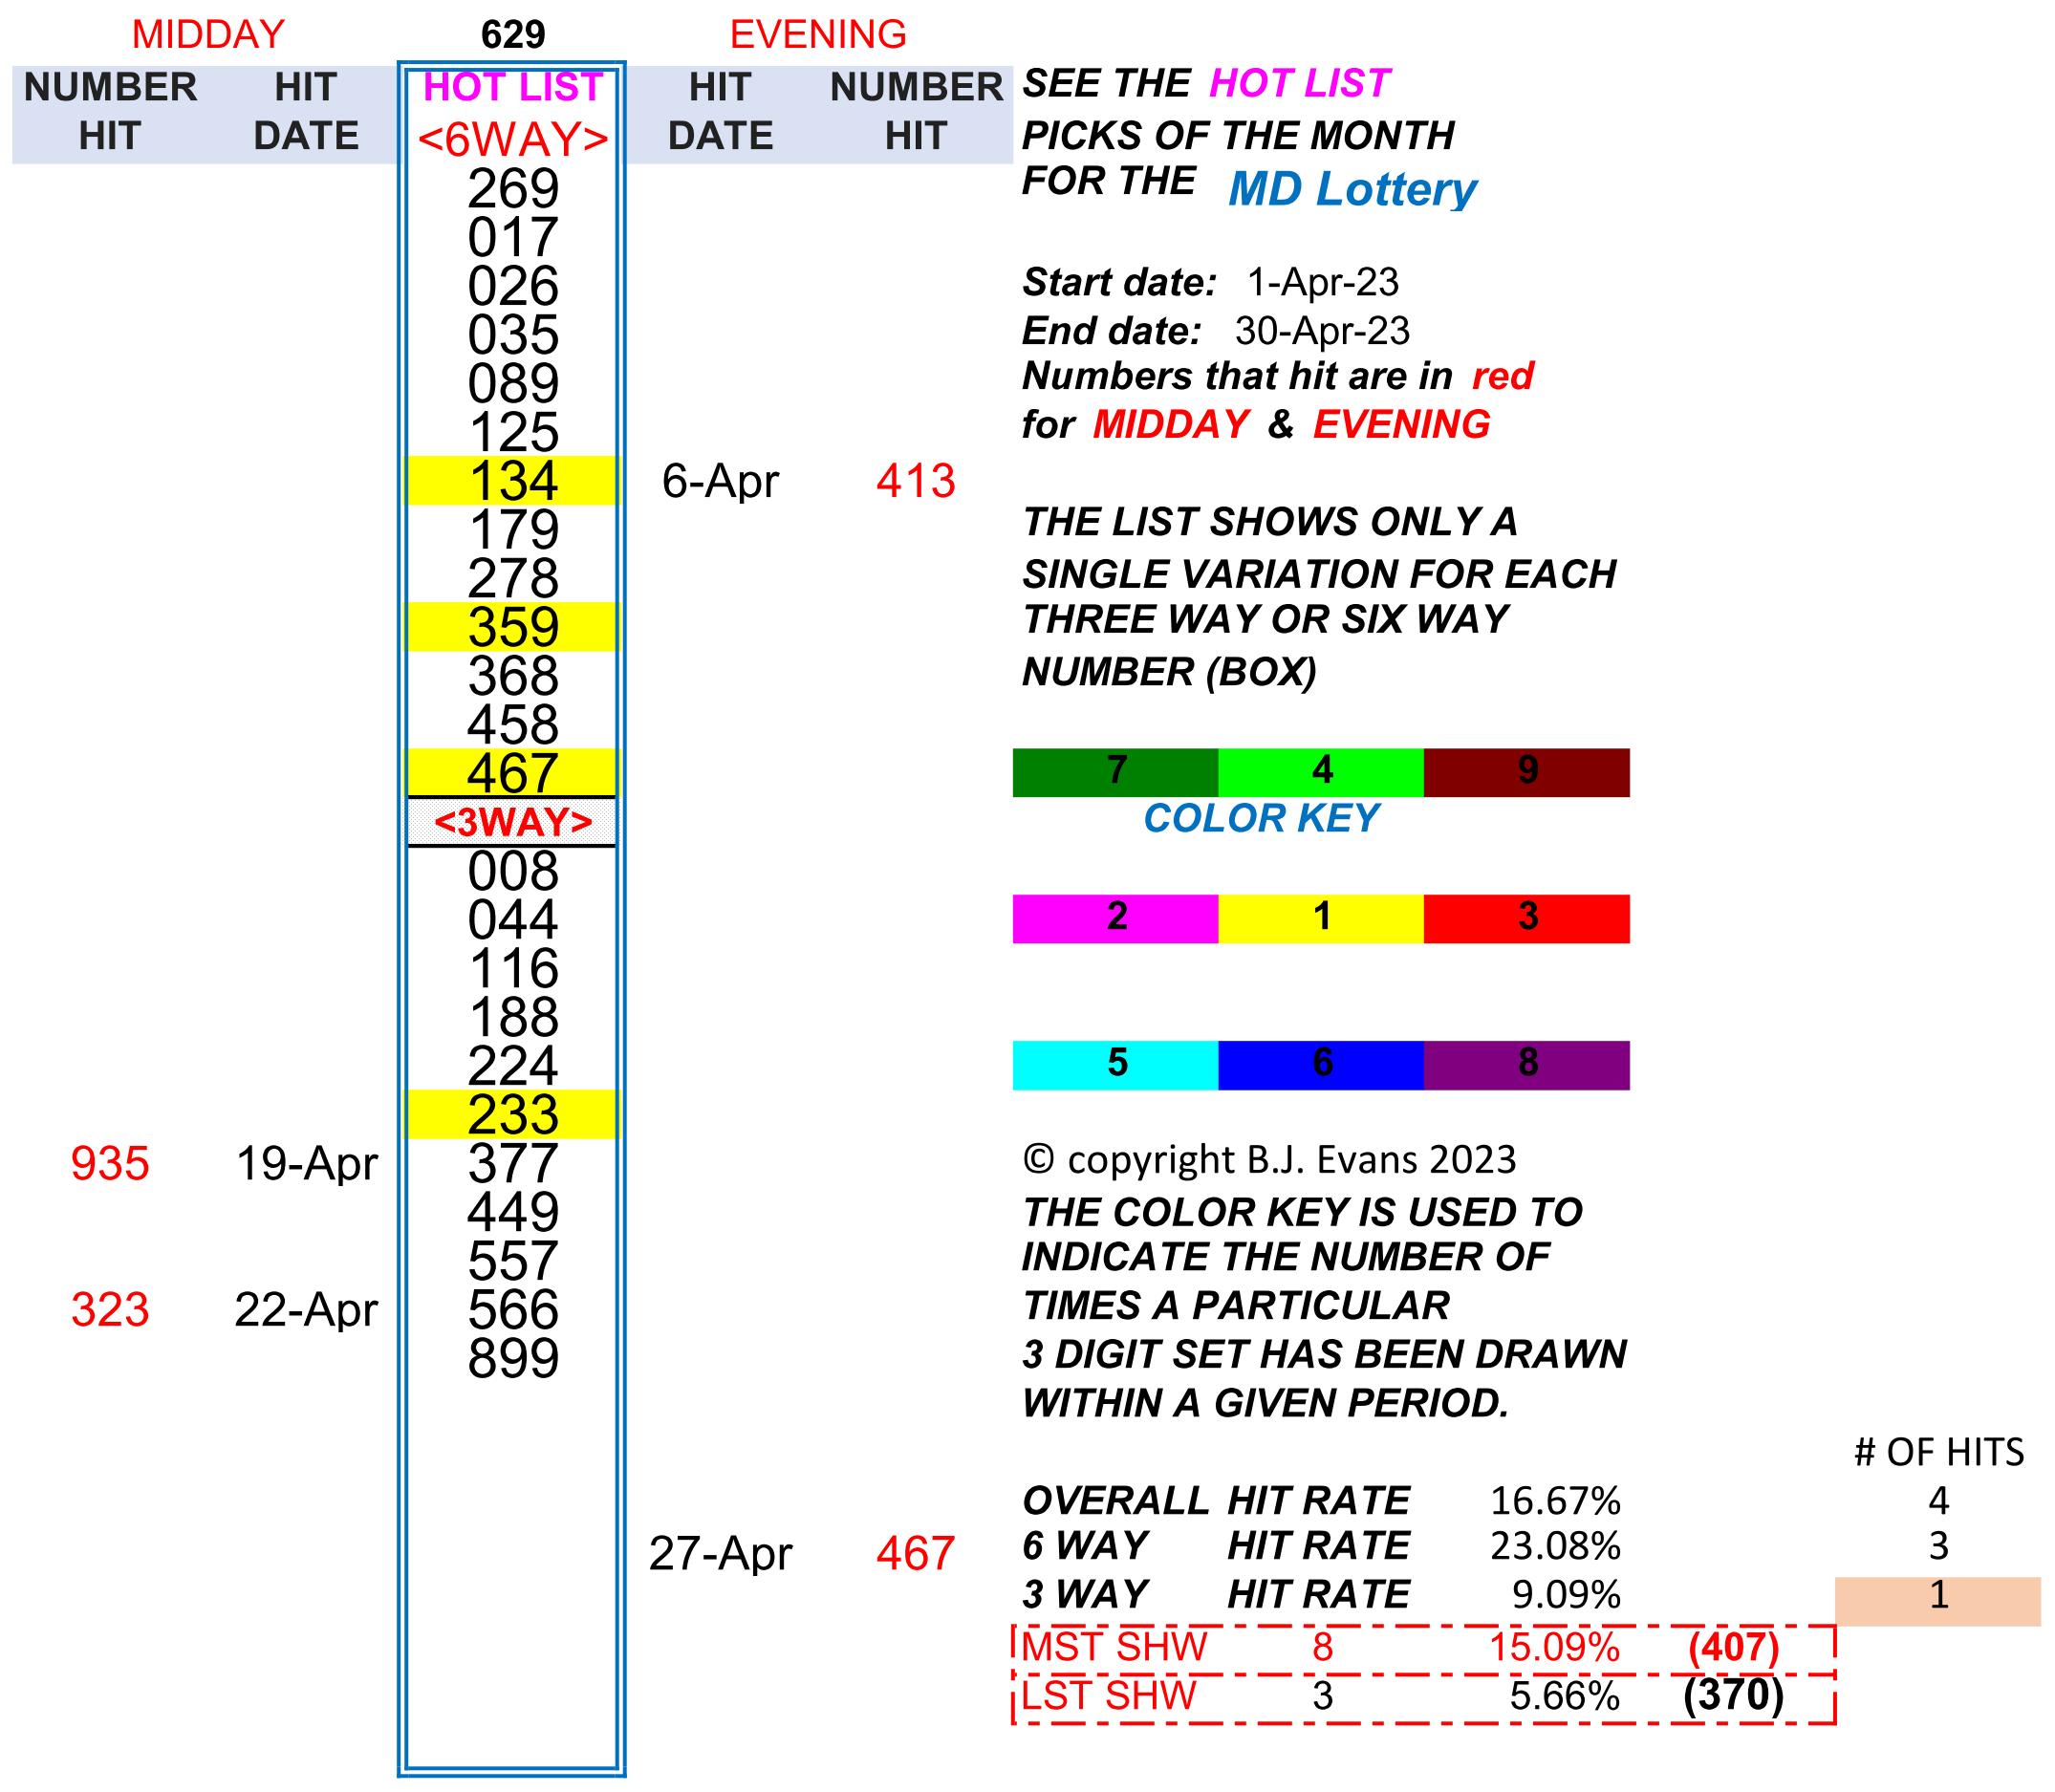 MIDDAY 629 EVENING
NUMBER HIT HOT LIST HIT NUMBER SEE THE HOT LIST
HIT DATE <6WAY> DATE HIT PICKS OF THE MONTH
269 FOR THE MD Lottery
017
026 Start date: 1-Apr-23
035 End date: 30-Apr-23
089 Numbers that hit are in red
125 for MIDDAY & EVENING
134 6-Apr 413
179 THE LIST SHOWS ONLY A
278 SINGLE VARIATION FOR EACH
359 THREE WAY OR SIX WAY
368 NUMBER (BOX)
458
467 7 4 9
<3WAY> COLOR KEY
008
044 2 1 3
116
188
224 5 6 8
233
935 19-Apr 377 © copyright B.J. Evans 2023
449 THE COLOR KEY IS USED TO
557 INDICATE THE NUMBER OF
323 22-Apr 566 TIMES A PARTICULAR
899 3 DIGIT SET HAS BEEN DRAWN
WITHIN A GIVEN PERIOD.
# OF HITS
OVERALL HIT RATE 16.67% 4
27-Apr 467 6 WAY HIT RATE 23.08% 3
3 WAY HIT RATE 9.09% 1
MST SHW 8 15.09% (407)
LST SHW 3 5.66% (370)